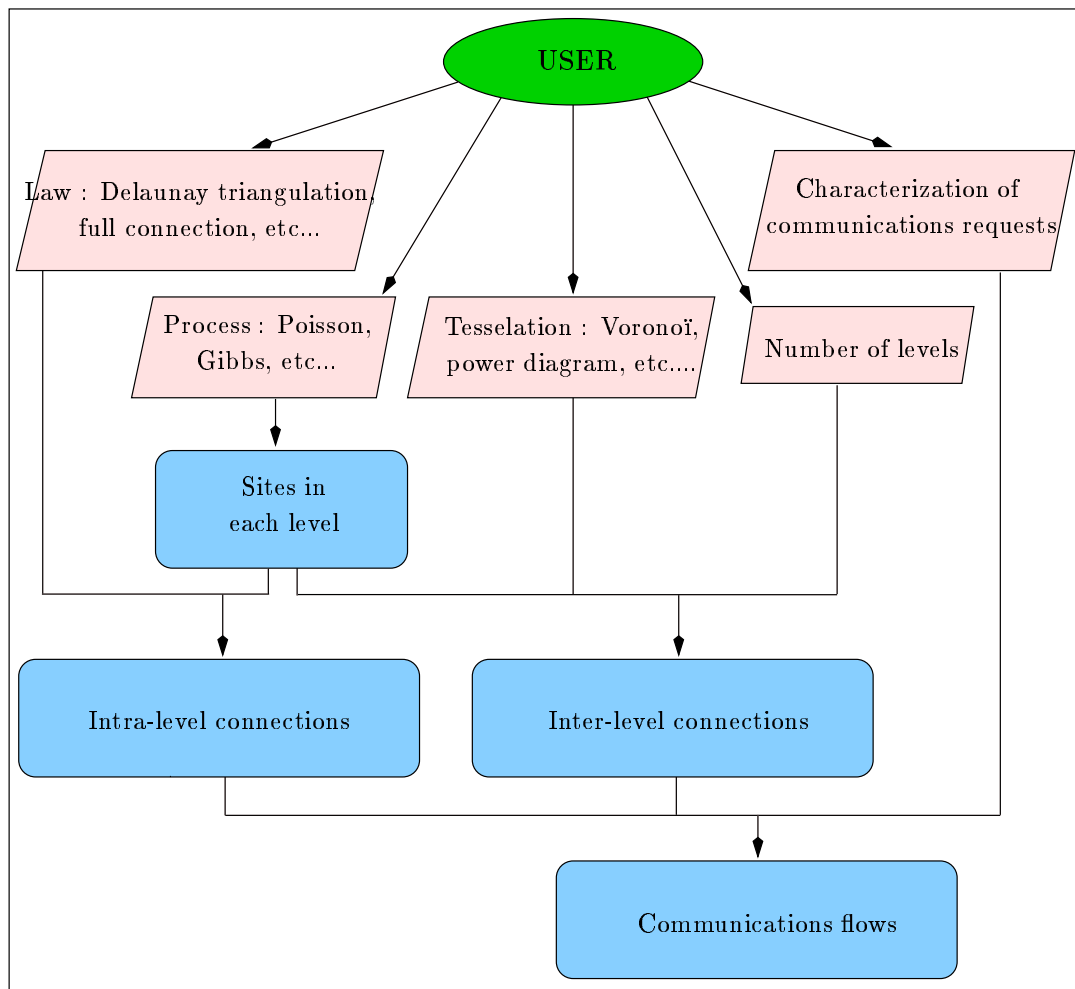 USER
Law : Delaunay triangulation,
full connection, etc...
Characterization of
communications requests
Process : Poisson,
Gibbs, etc...
Tesselation : Voronoï,
power diagram, etc....
Number of levels
Sites in
each level
Intra-level connections
Inter-level connections
Communications flows